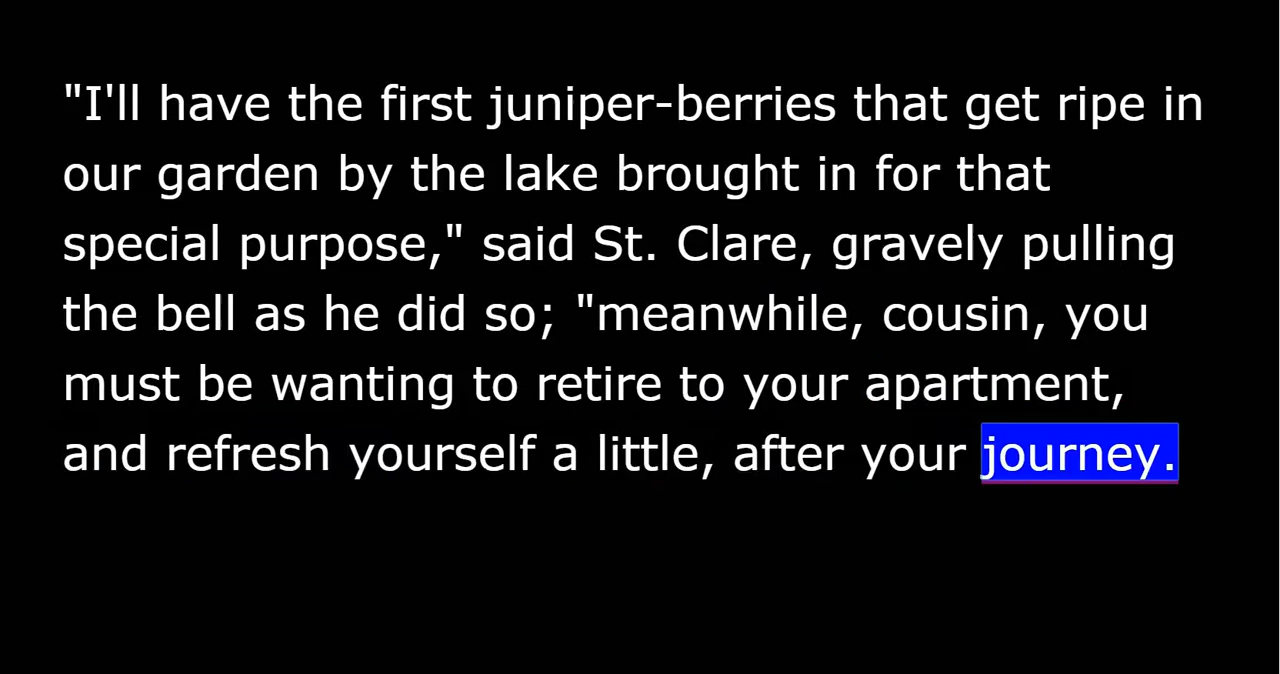 "I'll have the first juniper-berries that get ripe in
our garden by the lake brought in for that
special purpose," said St. Clare, gravely pulling
the bell as he did so; "meanwhile, cousin, you
must be wanting to retire to your apartment,
and refresh yourself a little, after your journey.